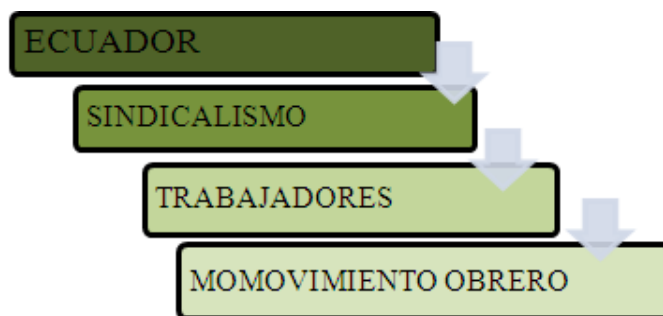 ECUADOR
SINDICALISMO
TRABAJADORES
MOMOVIMIENTO OBRERO